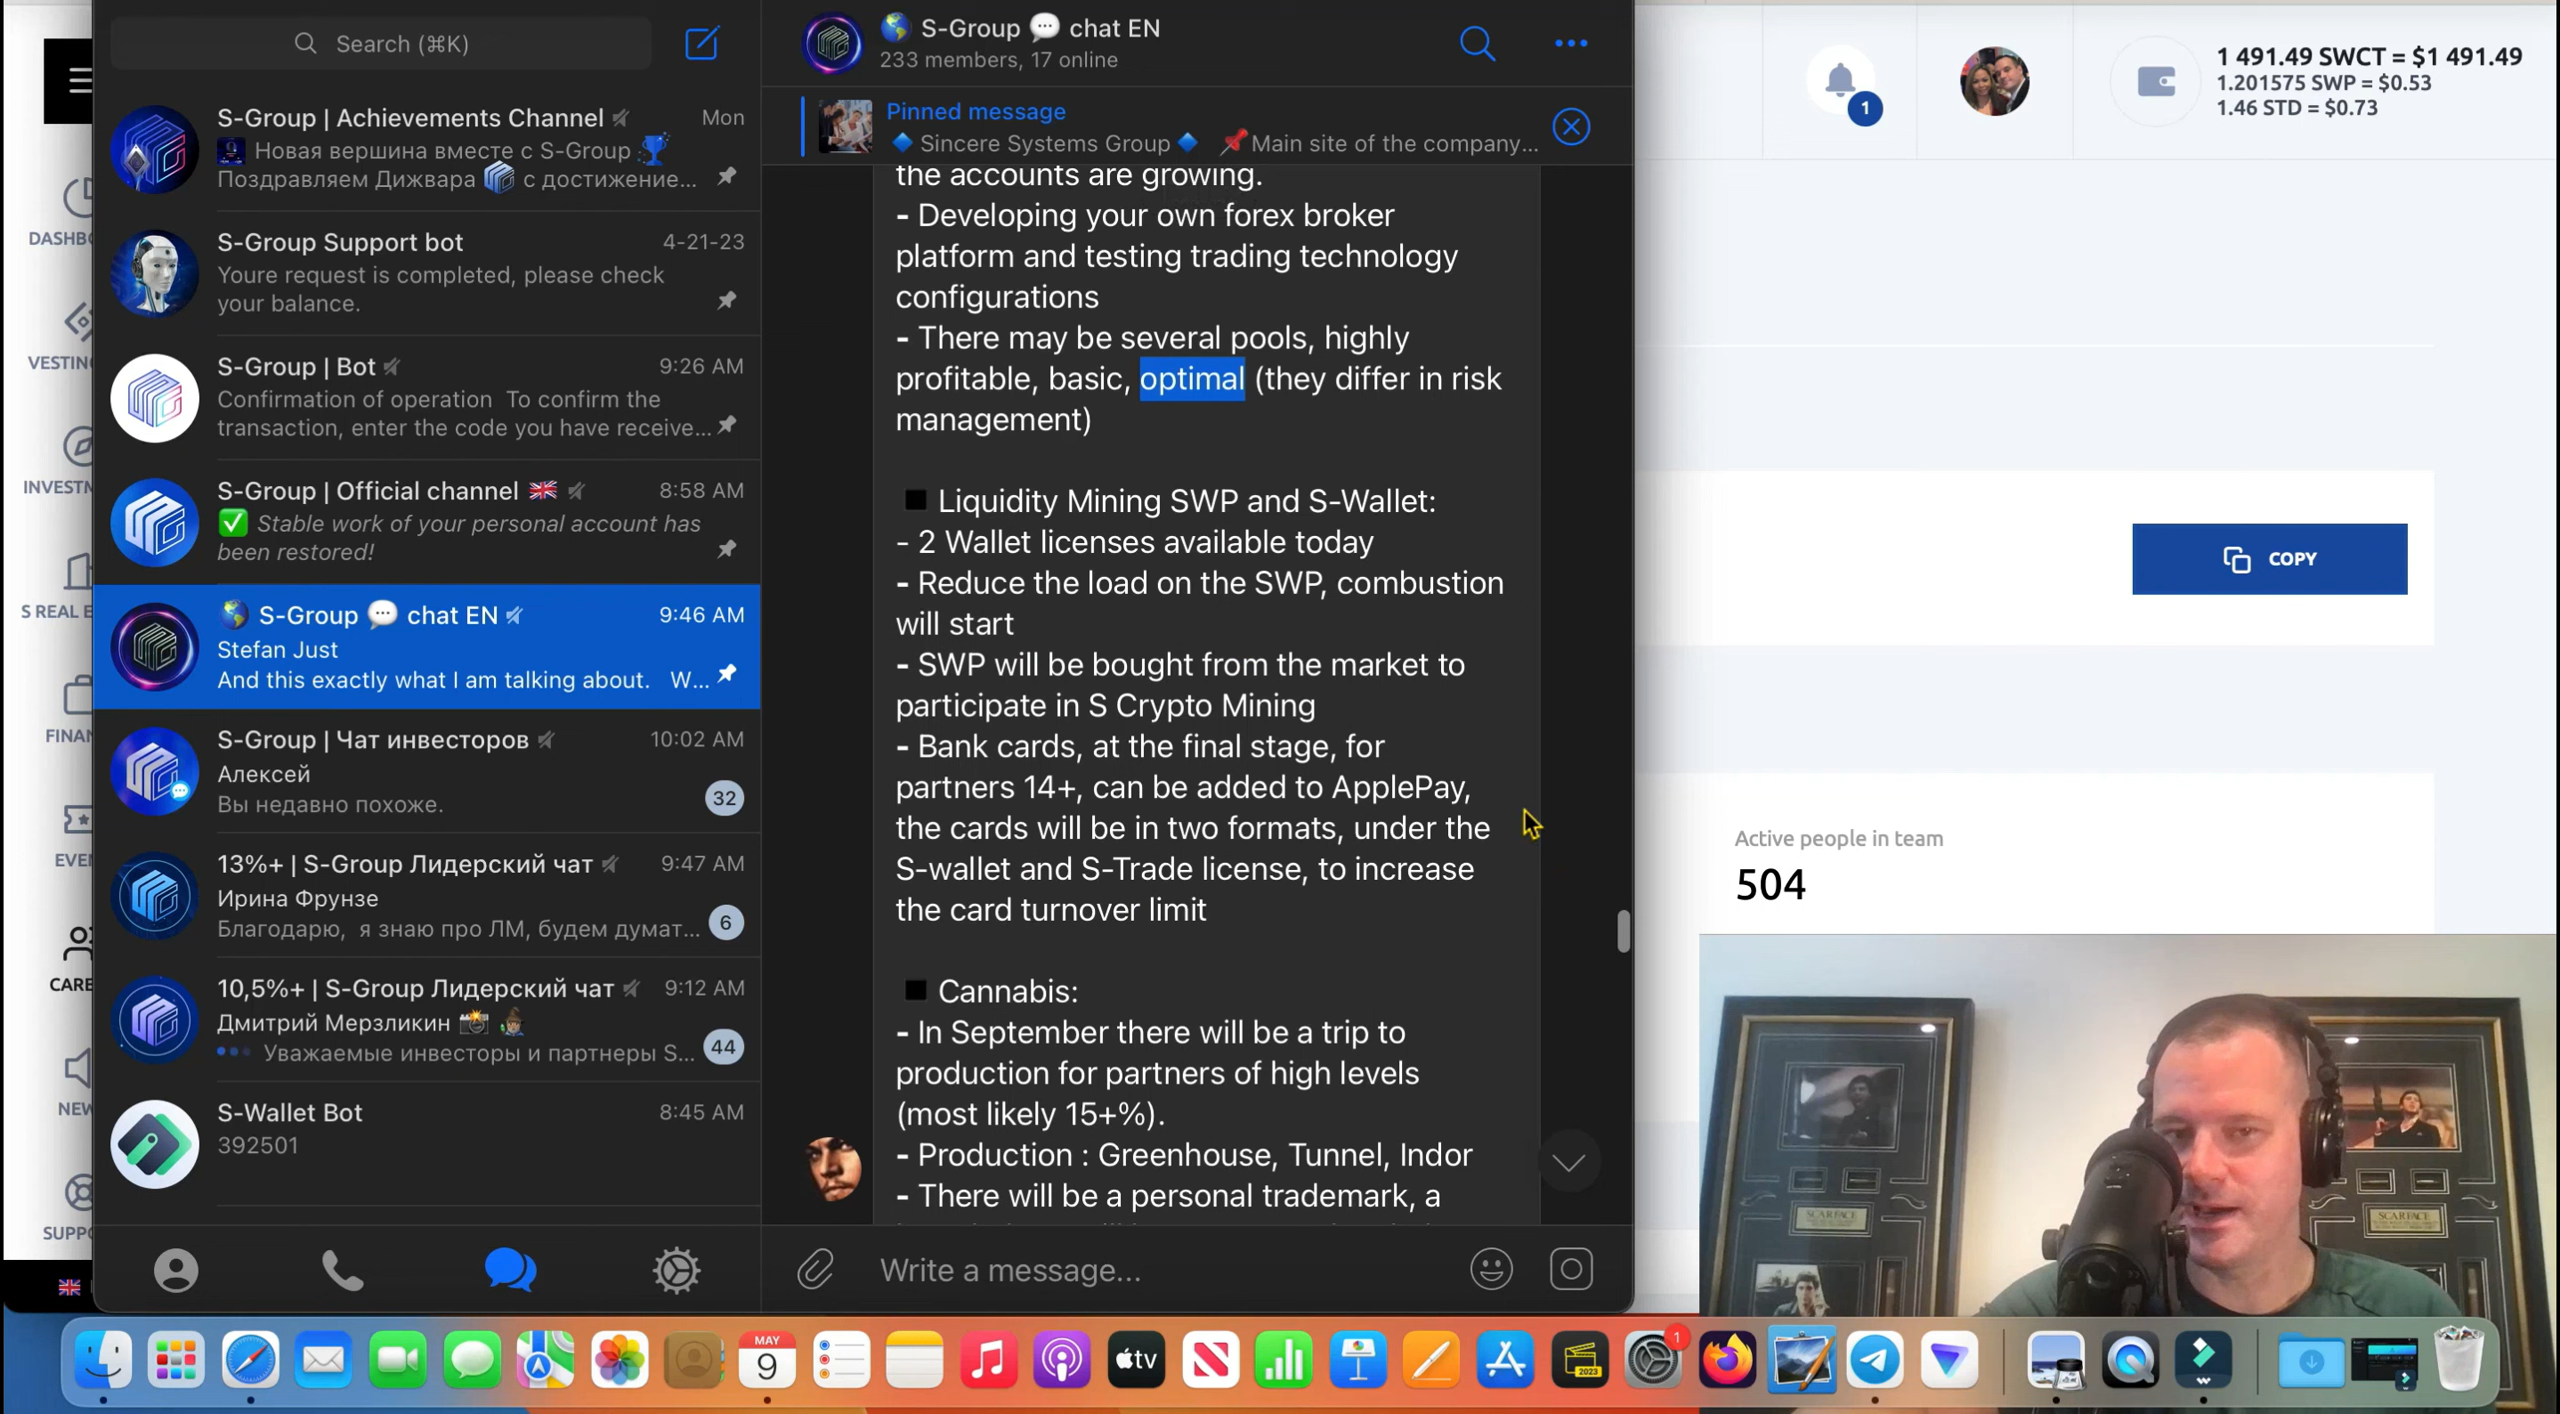 Search (⌘K)
S-Group | Achievements Channel
Mon
Новая вершина вместе с S-Group
Поздравляем Дижвара с достижение...
S-Group Support bot
4-21-23
Youre request is completed, please check
your balance.
S-Group | Bot
9:26 AM
Confirmation of operation To confirm the
transaction, enter the code you have receive...
S-Group | Official channel
8:58 AM
Stable work of your personal account has
been restored!
S-Group chat EN
9:46 AM
Stefan Just
And this exactly what I am talking about. W...
S-Group | Чат инвесторов
10:02 AM
Алексей
Вы недавно похоже.
32
13%+ | S-Group Лидерский чат
9:47 AM
Ирина Фрунзе
Благодарю, я знаю про ЛМ, будем думат...
6
10,5%+ | S-Group Лидерский чат
9:12 AM
Дмитрий Мерзликин
Уважаемые инвесторы и партнеры S...
44
S-Wallet Bot
8:45 AM
392501
S-Group chat EN
233 members, 17 online
Pinned message
Sincere Systems Group Main site of the company...
the accounts are growing.
- Developing your own forex broker
platform and testing trading technology
configurations
- There may be several pools, highly
profitable, basic, optimal (they differ in risk
management)
Liquidity Mining SWP and S-Wallet:
- 2 Wallet licenses available today
- Reduce the load on the SWP, combustion
will start
- SWP will be bought from the market to
participate in S Crypto Mining
- Bank cards, at the final stage, for
partners 14+, can be added to ApplePay,
the cards will be in two formats, under the
S-wallet and S-Trade license, to increase
the card turnover limit
Cannabis:
- In September there will be a trip to
production for partners of high levels
(most likely 15+%).
- Production : Greenhouse, Tunnel, Indor
- There will be a personal trademark, a
Write a message...
1
1 491.49 SWCT = $1 491.49
1.201575 SWP = $0.53
1.46 STD = $0.73
COPY
Active people in team
504
SCARFACE
SCARFACE
DASHB
VESTING
INVESTM
S REAL E
FINAN
EVE
CARE
NEW
SUPPO
MAY
9
tv
2023
1